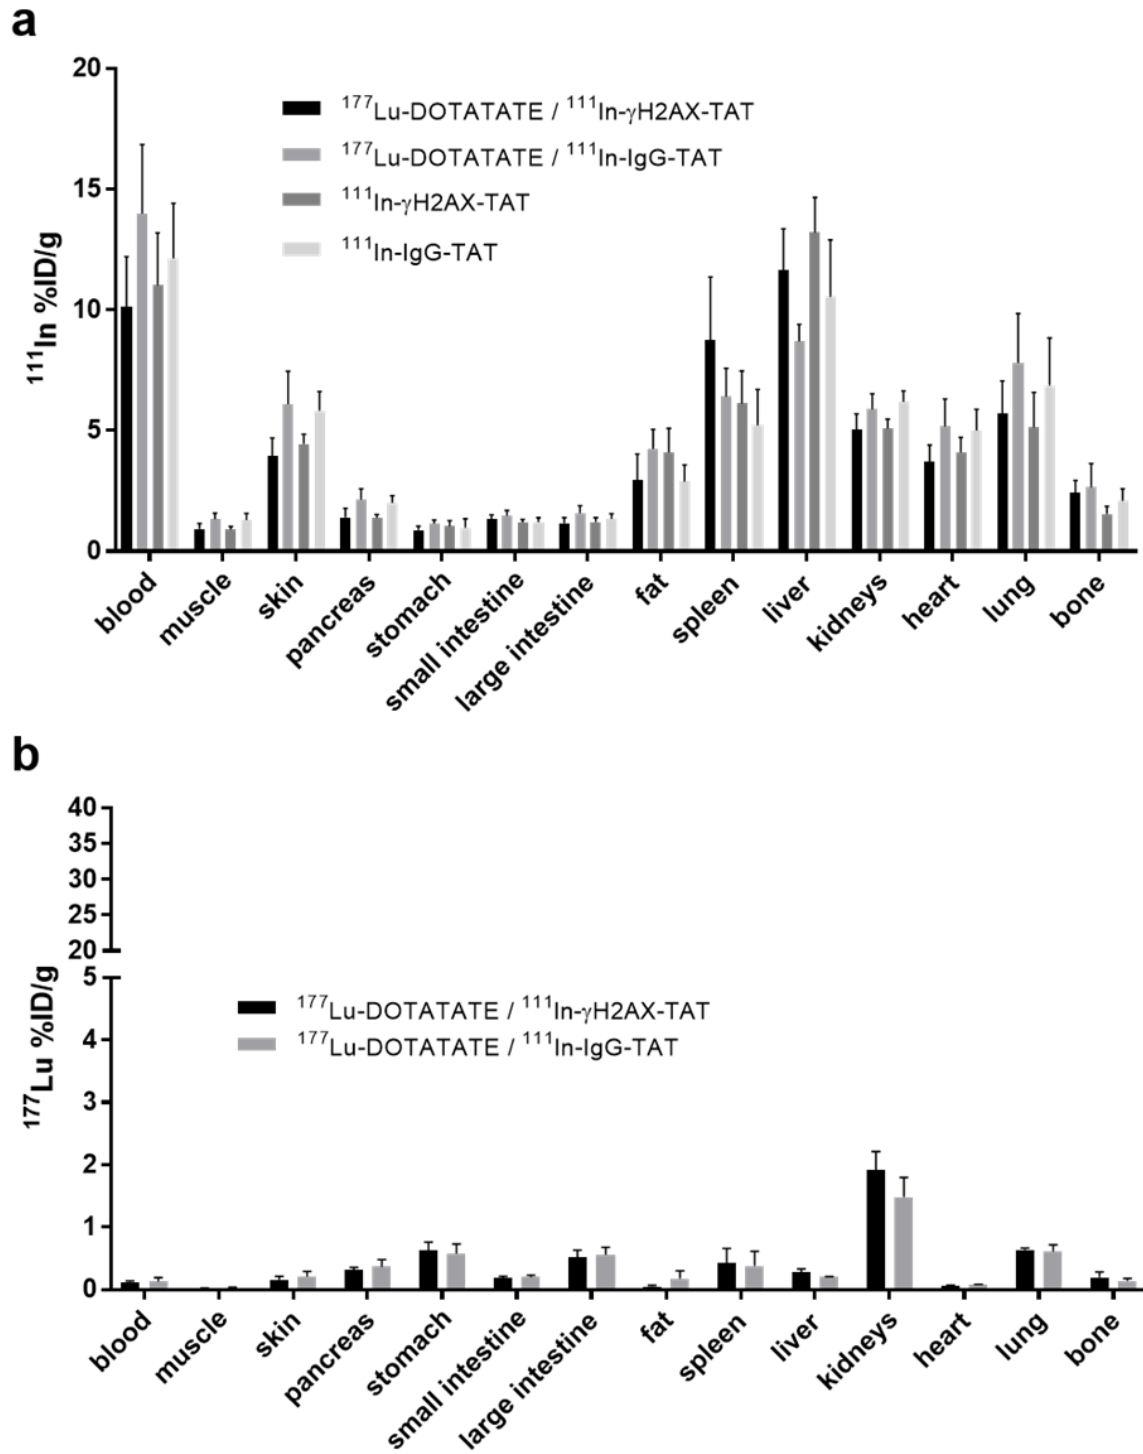 a
20
15
10
5
0
¹¹¹In %ID/g
¹⁷⁷Lu-DOTATATE / ¹¹¹In-γH2AX-TAT
¹⁷⁷Lu-DOTATATE / ¹¹¹In-IgG-TAT
¹¹¹In-γH2AX-TAT
¹¹¹In-IgG-TAT
blood
muscle
skin
pancreas
stomach
small intestine
large intestine
fat
spleen
liver
kidneys
heart
lung
bone
b
40
35
30
25
20
5
4
3
2
1
0
¹⁷⁷Lu %ID/g
¹⁷⁷Lu-DOTATATE / ¹¹¹In-γH2AX-TAT
¹⁷⁷Lu-DOTATATE / ¹¹¹In-IgG-TAT
blood
muscle
skin
pancreas
stomach
small intestine
large intestine
fat
spleen
liver
kidneys
heart
lung
bone